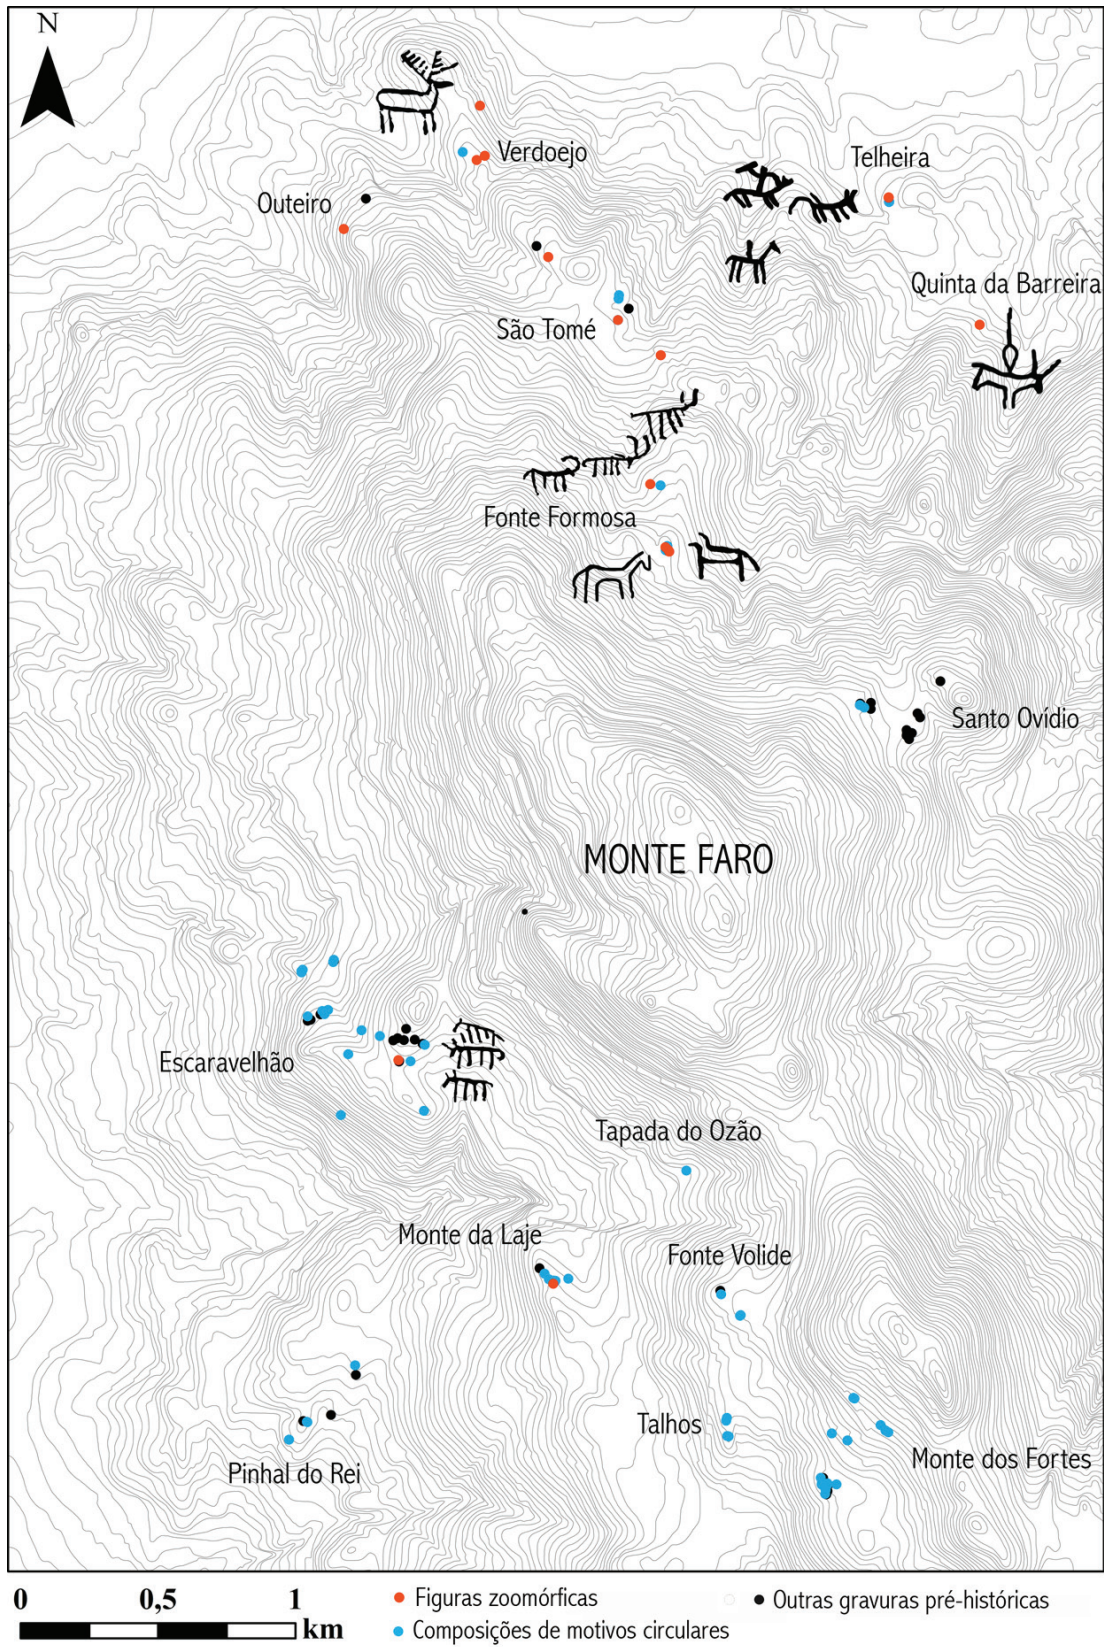 N
Verdoejo
Telheira
Outeiro
Quinta da Barreira
São Tomé
Fonte Formosa
Santo Ovídio
MONTE FARO
Escaravelhão
Tapada do Ozão
Monte da Laje
Fonte Volide
Talhos
Monte dos Fortes
Pinhal do Rei
0 0,5 1 km
Figuras zoomórficas
Outras gravuras pré-históricas
Composições de motivos circulares